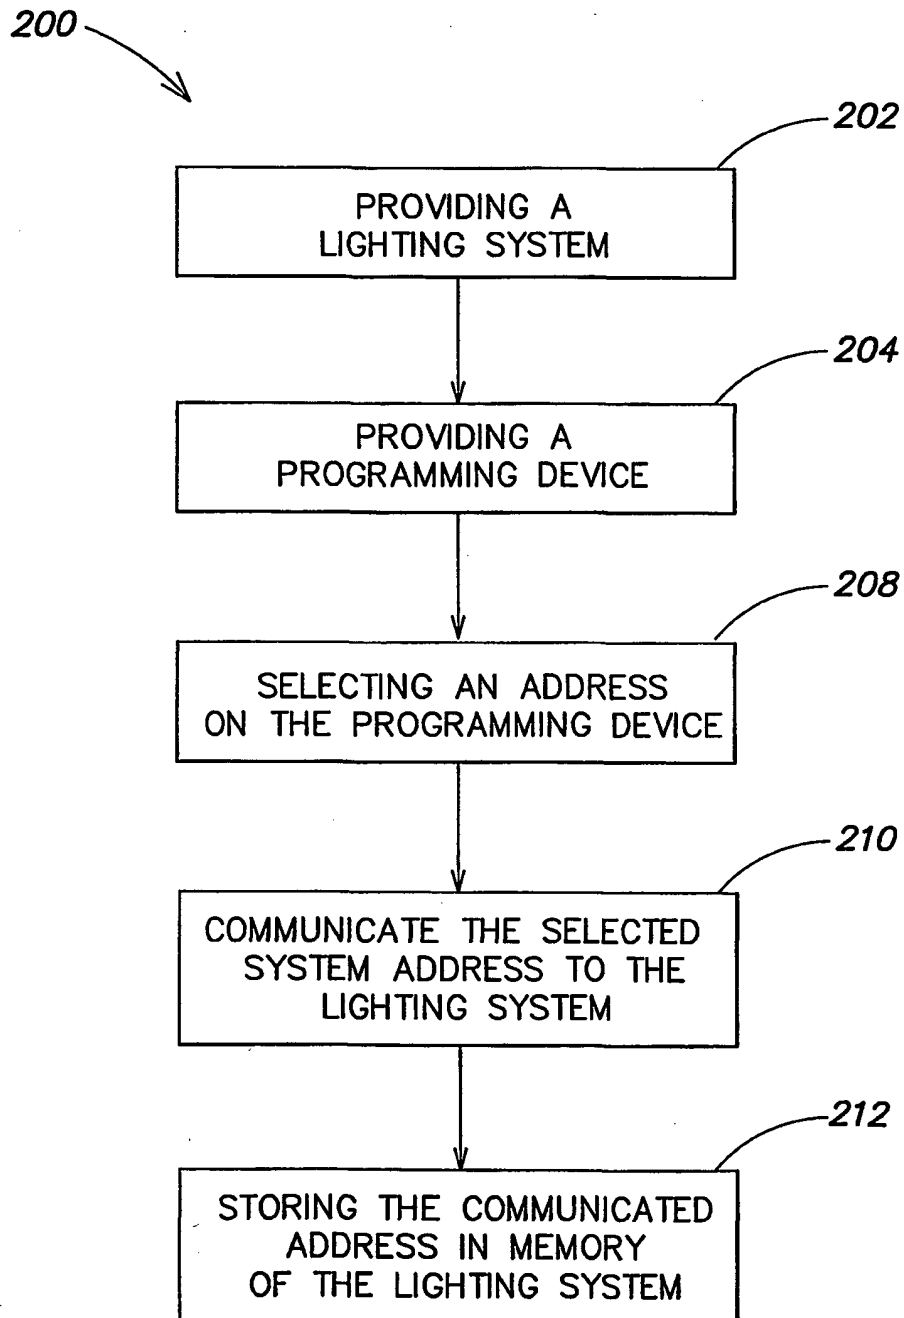 200
202
PROVIDING A
LIGHTING SYSTEM
204
PROVIDING A
PROGRAMMING DEVICE
208
SELECTING AN ADDRESS
ON THE PROGRAMMING DEVICE
210
COMMUNICATE THE SELECTED
SYSTEM ADDRESS TO THE
LIGHTING SYSTEM
212
STORING THE COMMUNICATED
ADDRESS IN MEMORY
OF THE LIGHTING SYSTEM